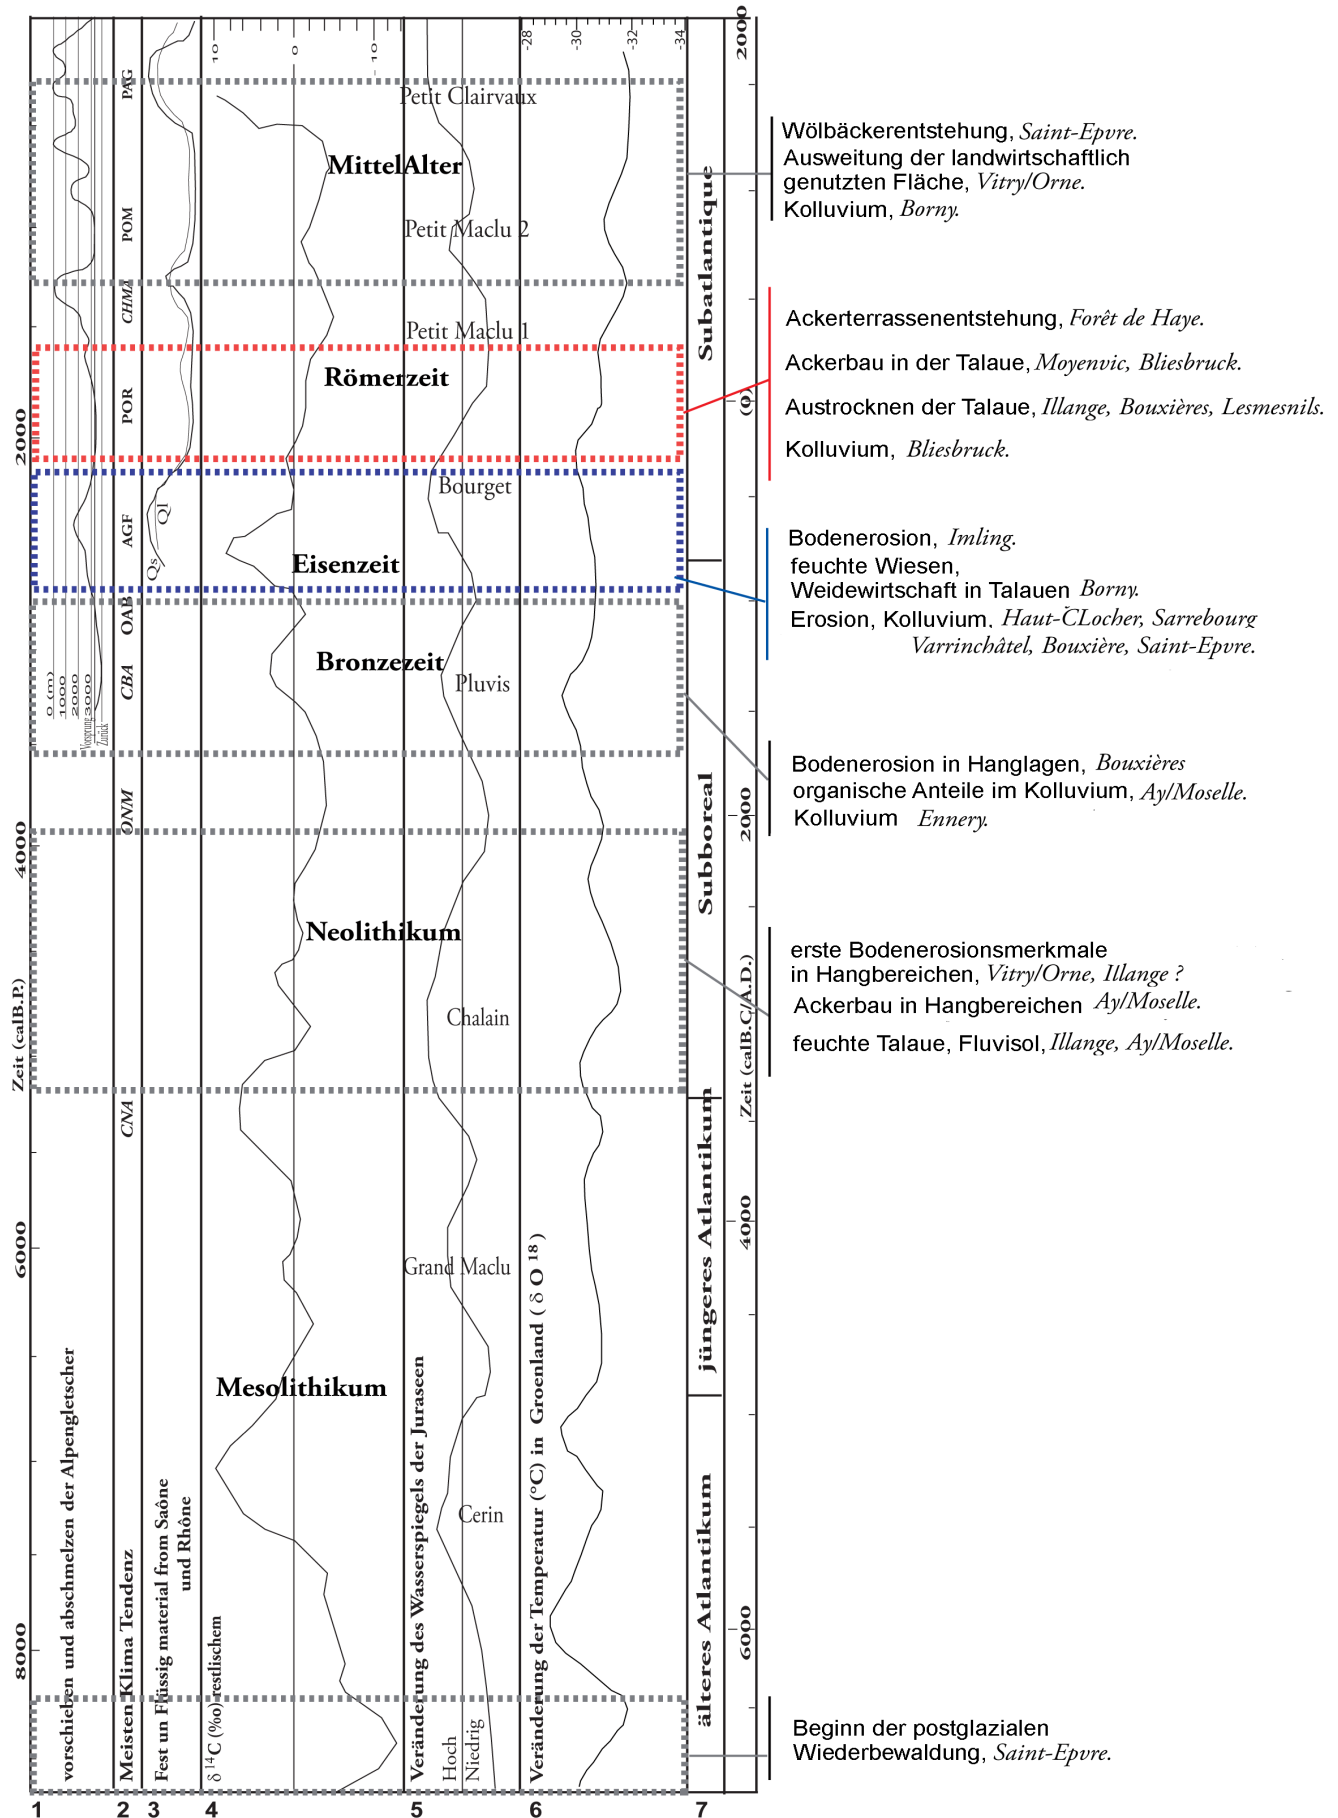 10
0
-10
-28
-30
-32
-34
2000
PAG
Petit Clairvaux
MittelAlter
POM
Petit Maclu 2
CHMA
Petit Maclu 1
Subatlantique
Römerzeit
POR
(0)
2000
Bourget
AGF
Ql
Qs
Eisenzeit
OAB
Bronzezeit
CBA
Pluvis
0 (m)
1000
2000
3000
Vorsprung
Zurück
ONM
Subboreal
2000
4000
Neolithikum
Chalain
Zeit (calB.P.)
Zeit (calB.C/A.D.)
CNA
jüngeres Atlantikum
4000
6000
Grand Maclu
Mesolithikum
Cerin
älteres Atlantikum
6000
8000
vorschieben und abschmelzen der Alpengletscher
Meisten Klima Tendenz
Fest un Flüssig material from Saône
und Rhône
δ 14C (‰) restlischem
Veränderung des Wasserspiegels der Juraseen
Hoch
Niedrig
Veränderung der Temperatur (°C) in Groenland ( δ O 18)
1
2
3
4
5
6
7
Wölbäckerentstehung, Saint-Epvre.
Ausweitung der landwirtschaftlich
genutzten Fläche, Vitry/Orne.
Kolluvium, Borny.
Ackerterrassenentstehung, Forêt de Haye.
Ackerbau in der Talaue, Moyenvic, Bliesbruck.
Austrocknen der Talaue, Illange, Bouxières, Lesmesnils.
Kolluvium, Bliesbruck.
Bodenerosion, Imling.
feuchte Wiesen,
Weidewirtschaft in Talauen Borny.
Erosion, Kolluvium, Haut-CLocher, Sarrebourg
Varrinchâtel, Bouxière, Saint-Epvre.
Bodenerosion in Hanglagen, Bouxières
organische Anteile im Kolluvium, Ay/Moselle.
Kolluvium Ennery.
erste Bodenerosionsmerkmale
in Hangbereichen, Vitry/Orne, Illange ?
Ackerbau in Hangbereichen Ay/Moselle.
feuchte Talaue, Fluvisol, Illange, Ay/Moselle.
Beginn der postglazialen
Wiederbewaldung, Saint-Epvre.